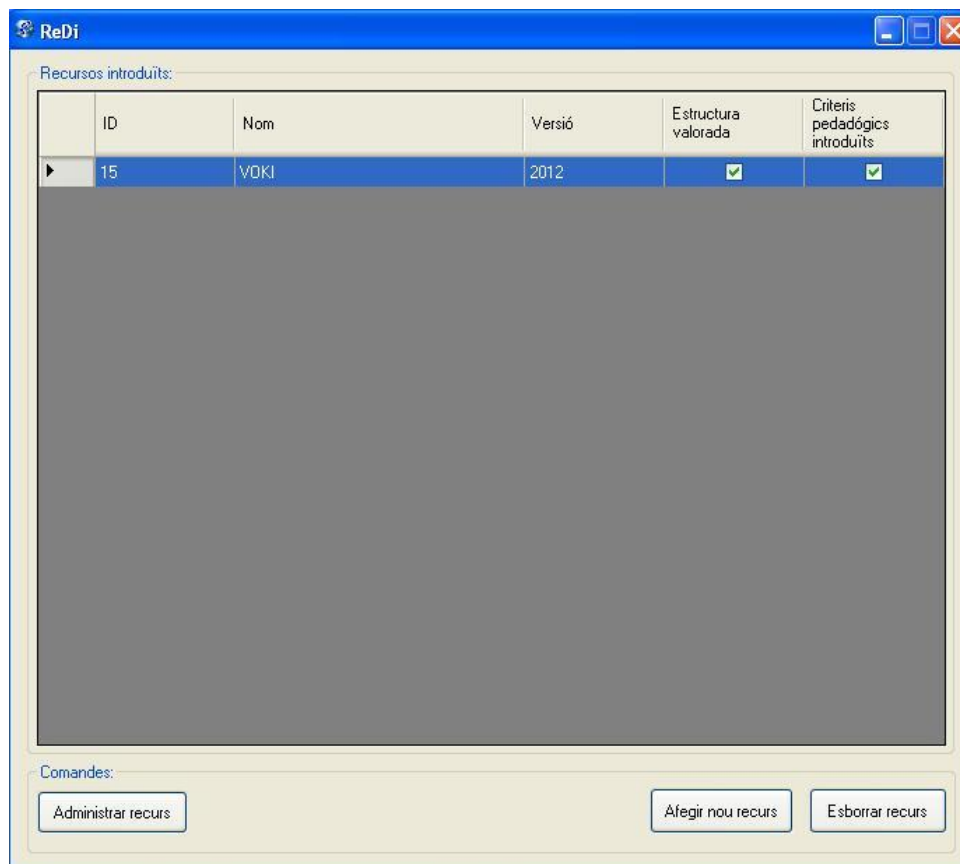 ReDi
Recursos introduïts:
ID Nom Versió Estructura valorada Criteris pedadógics introduïts
15 VOKI 2012
Comandes:
Administrar recurs Afegir nou recurs Esborrar recurs